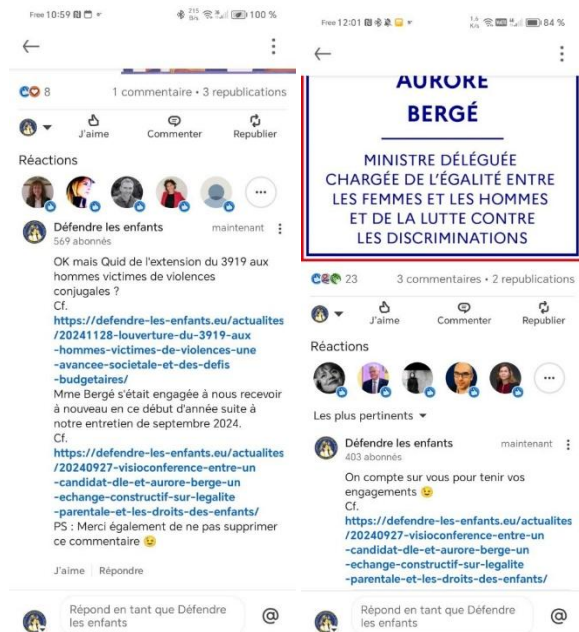 Free 10:59
215 B/s
100 %
8
1 commentaire • 3 republications
J'aime
Commenter
Republier
Réactions
Défendre les enfants
maintenant
569 abonnés
OK mais Quid de l'extension du 3919 aux
hommes victimes de violences
conjugales ?
Cf.
https://defendre-les-enfants.eu/actualites
/20241128-louverture-du-3919-aux
-hommes-victimes-de-violences-une
-avancee-societale-et-des-defis
-budgetaires/
Mme Bergé s'était engagée à nous recevoir
à nouveau en ce début d'année suite à
notre entretien de septembre 2024.
Cf.
https://defendre-les-enfants.eu/actualites
/20240927-visioconference-entre-un
-candidat-dle-et-aurore-berge-un
-echange-constructif-sur-legalite
-parentale-et-les-droits-des-enfants/
PS : Merci également de ne pas supprimer
ce commentaire 😉
J'aime
Répondre
Répond en tant que Défendre
les enfants
@
Free 12:01
1,6 K/s
84 %
AURORE
BERGÉ
MINISTRE DÉLÉGUÉE
CHARGÉE DE L'ÉGALITÉ ENTRE
LES FEMMES ET LES HOMMES
ET DE LA LUTTE CONTRE
LES DISCRIMINATIONS
23
3 commentaires • 2 republications
J'aime
Commenter
Republier
Réactions
Les plus pertinents
Défendre les enfants
maintenant
403 abonnés
On compte sur vous pour tenir vos
engagements 😉
Cf.
https://defendre-les-enfants.eu/actualites
/20240927-visioconference-entre-un
-candidat-dle-et-aurore-berge-un
-echange-constructif-sur-legalite
-parentale-et-les-droits-des-enfants/
Répond en tant que Défendre
les enfants
@